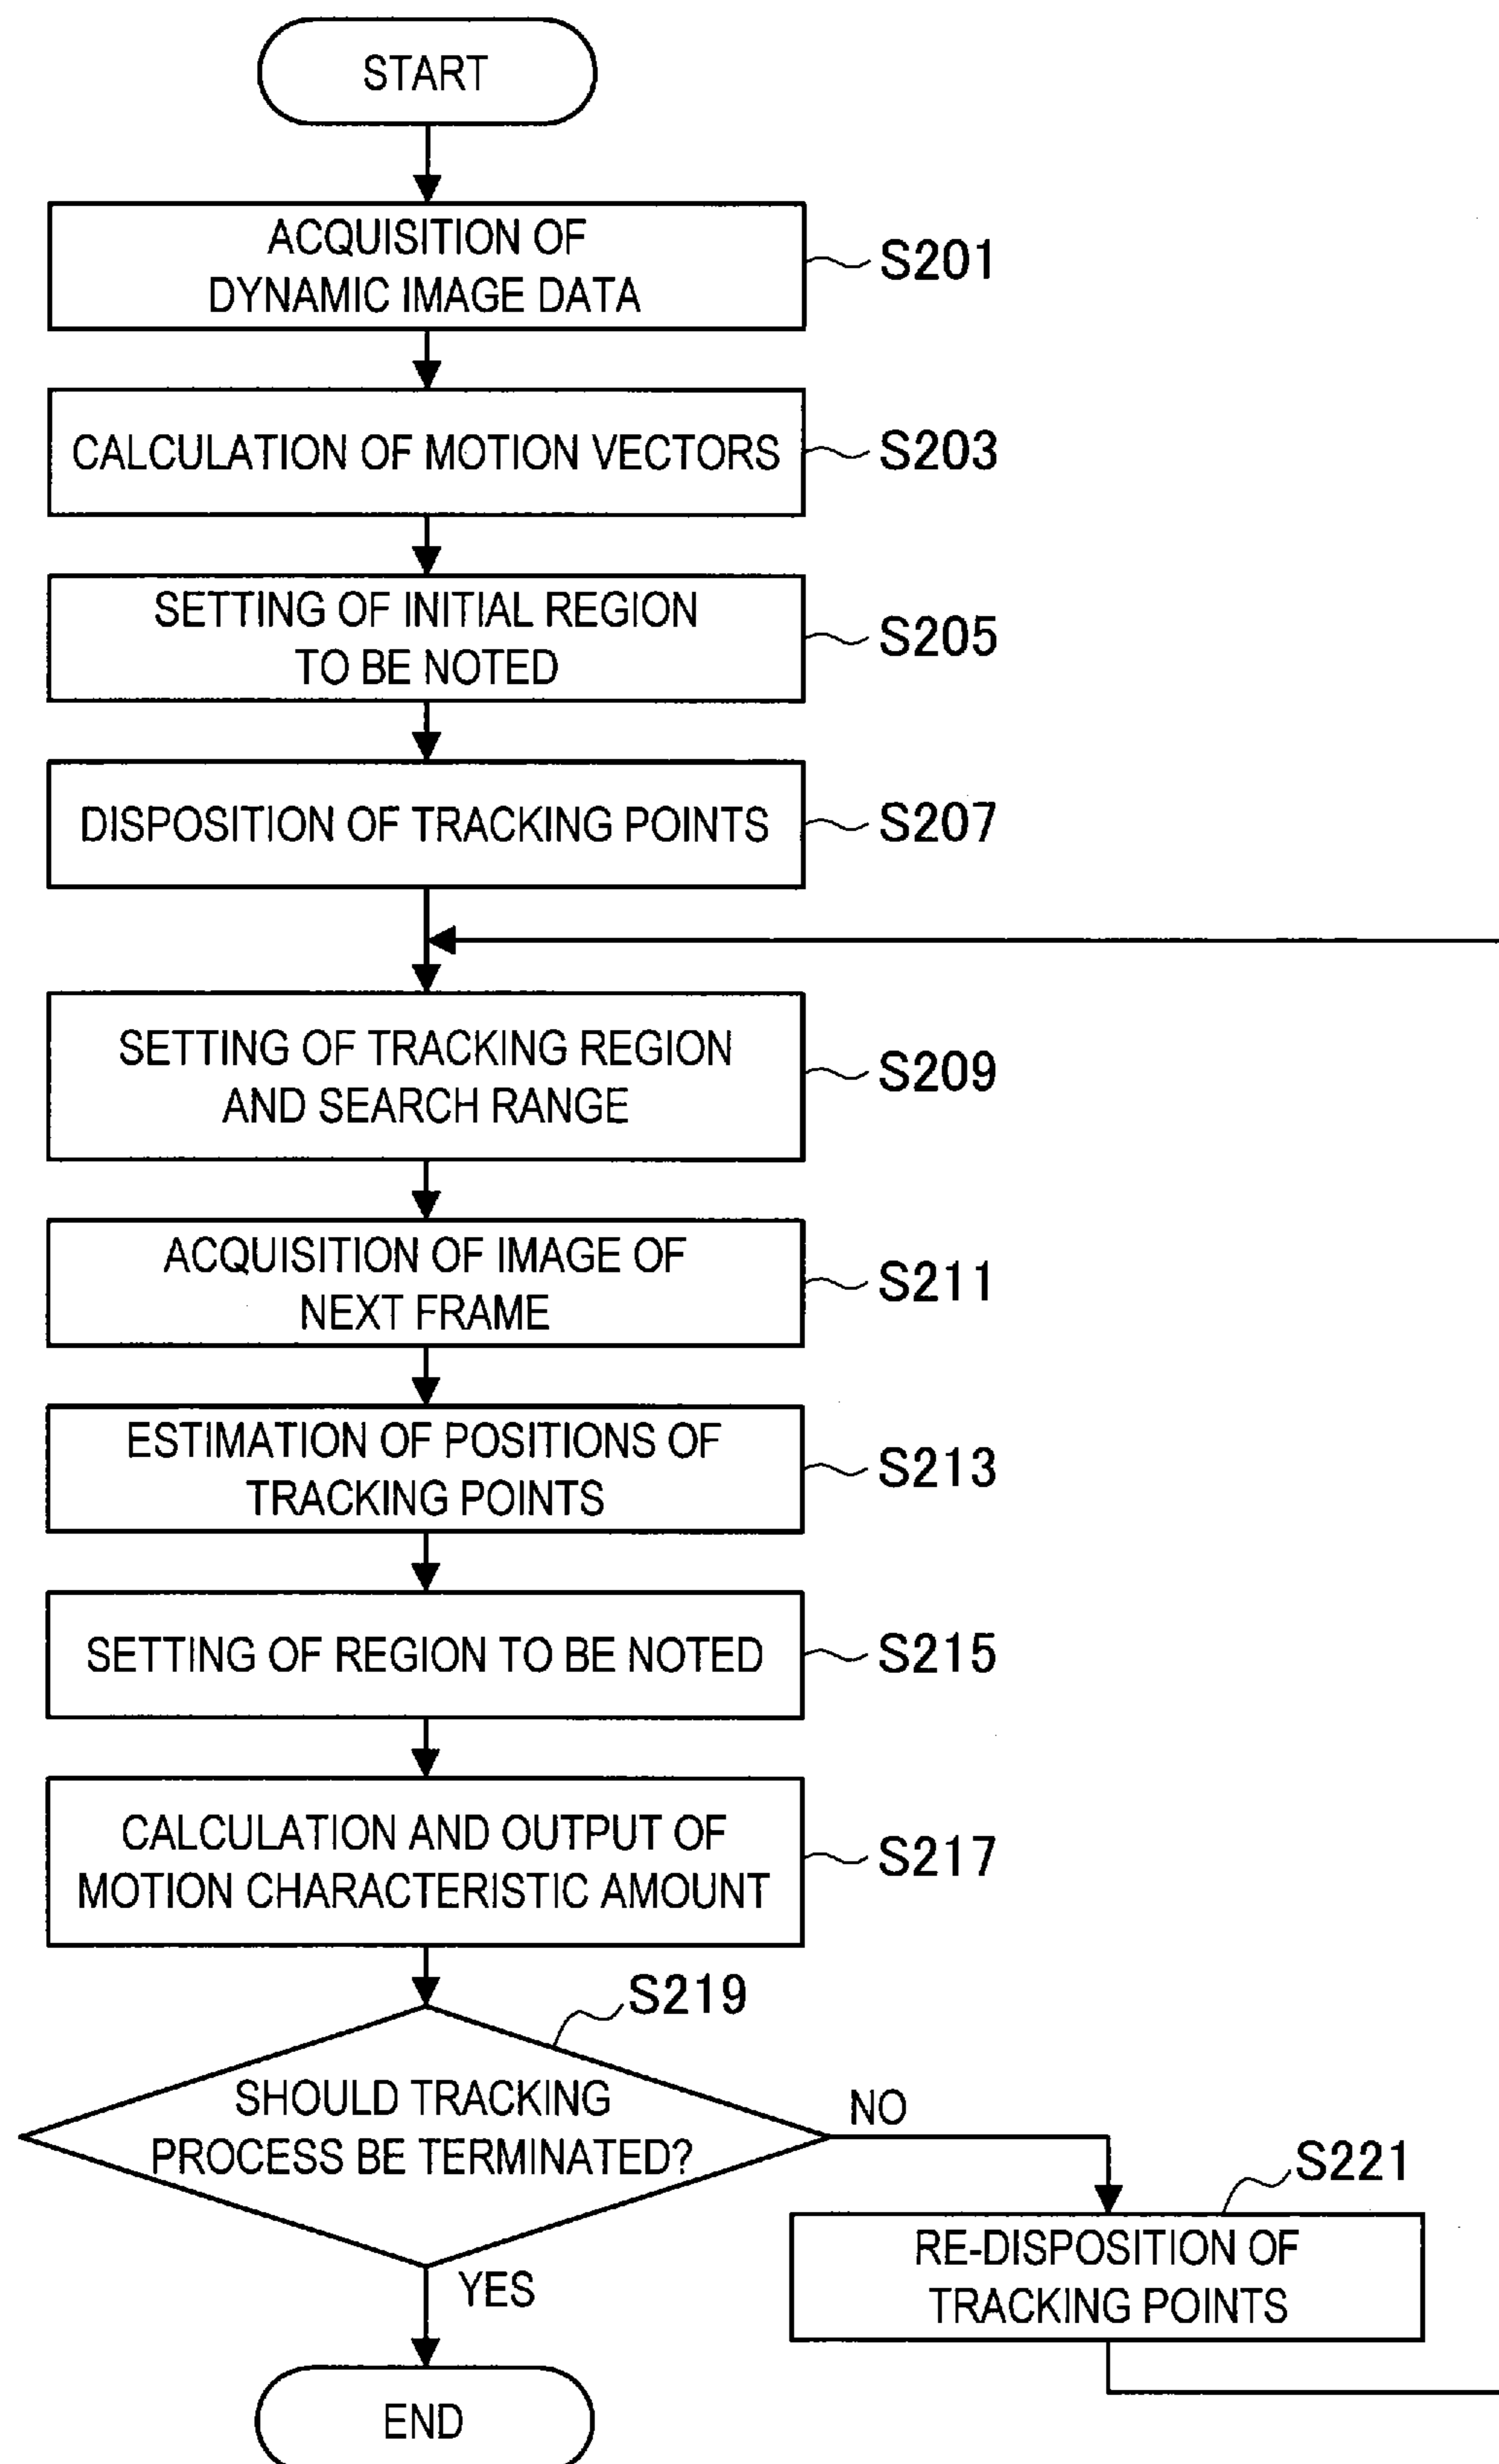 START
ACQUISITION OF
DYNAMIC IMAGE DATA
S201
CALCULATION OF MOTION VECTORS
S203
SETTING OF INITIAL REGION
TO BE NOTED
S205
DISPOSITION OF TRACKING POINTS
S207
SETTING OF TRACKING REGION
AND SEARCH RANGE
S209
ACQUISITION OF IMAGE OF
NEXT FRAME
S211
ESTIMATION OF POSITIONS OF
TRACKING POINTS
S213
SETTING OF REGION TO BE NOTED
S215
CALCULATION AND OUTPUT OF
MOTION CHARACTERISTIC AMOUNT
S217
S219
SHOULD TRACKING
PROCESS BE TERMINATED?
NO
S221
RE-DISPOSITION OF
TRACKING POINTS
YES
END